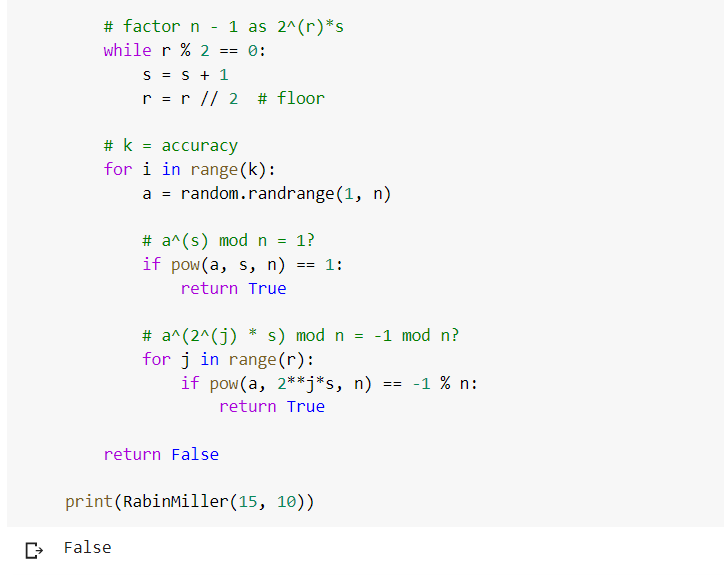 # factor n - 1 as 2^(r)*s
while r % 2 == 0:
s = s + 1
r = r // 2  # floor
# k = accuracy
for i in range(k):
a = random.randrange(1, n)
# a^(s) mod n = 1?
if pow(a, s, n) == 1:
return True
# a^(2^(j) * s) mod n = -1 mod n?
for j in range(r):
if pow(a, 2**j*s, n) == -1 % n:
return True
return False
print(RabinMiller(15, 10))
False